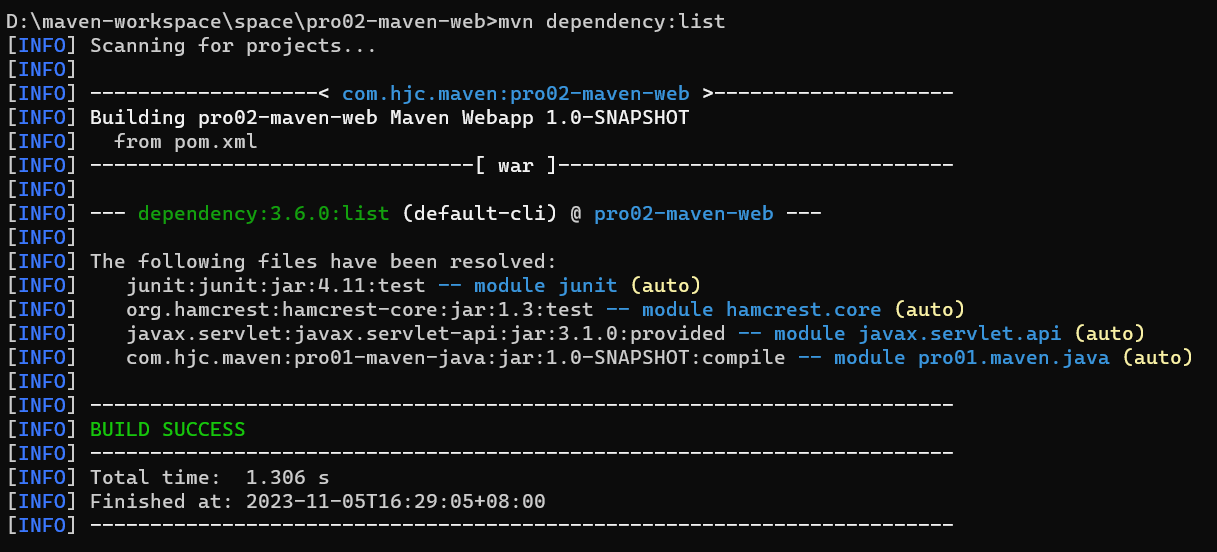 D:\maven-workspace\space\pro02-maven-web>mvn dependency:list
[INFO] Scanning for projects...
[INFO]
[INFO] -------------------< com.hjc.maven:pro02-maven-web >--------------------
[INFO] Building pro02-maven-web Maven Webapp 1.0-SNAPSHOT
[INFO]   from pom.xml
[INFO] --------------------------------[ war ]---------------------------------
[INFO]
[INFO] --- dependency:3.6.0:list (default-cli) @ pro02-maven-web ---
[INFO]
[INFO] The following files have been resolved:
[INFO]    junit:junit:jar:4.11:test -- module junit (auto)
[INFO]    org.hamcrest:hamcrest-core:jar:1.3:test -- module hamcrest.core (auto)
[INFO]    javax.servlet:javax.servlet-api:jar:3.1.0:provided -- module javax.servlet.api (auto)
[INFO]    com.hjc.maven:pro01-maven-java:jar:1.0-SNAPSHOT:compile -- module pro01.maven.java (auto)
[INFO]
[INFO] ------------------------------------------------------------------------
[INFO] BUILD SUCCESS
[INFO] ------------------------------------------------------------------------
[INFO] Total time:  1.306 s
[INFO] Finished at: 2023-11-05T16:29:05+08:00
[INFO] ------------------------------------------------------------------------